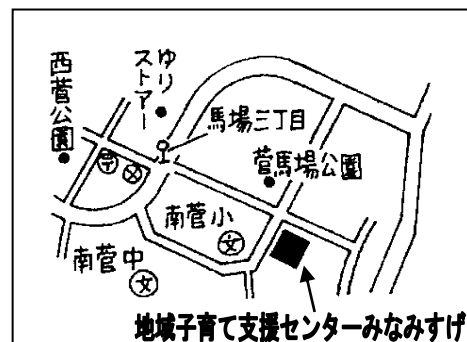 西菅公園
ゆり
ストアー
馬場三丁目
菅馬場公園
南菅小
文
南菅中
文
地域子育て支援センターみなみすげ